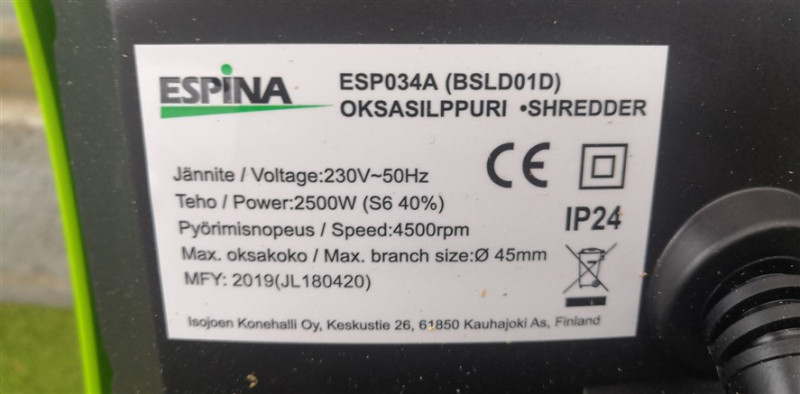 ESPINA
ESP034A (BSLD01D)
OKSASILPPURI •SHREDDER
Jännite / Voltage:230V~50Hz
Teho / Power:2500W (S6 40%)
Pyörimisnopeus / Speed:4500rpm
Max. oksakoko / Max. branch size:Ø 45mm
MFY: 2019(JL180420)
CE
IP24
Isojoen Konehalli Oy, Keskustie 26, 61850 Kauhajoki As, Finland